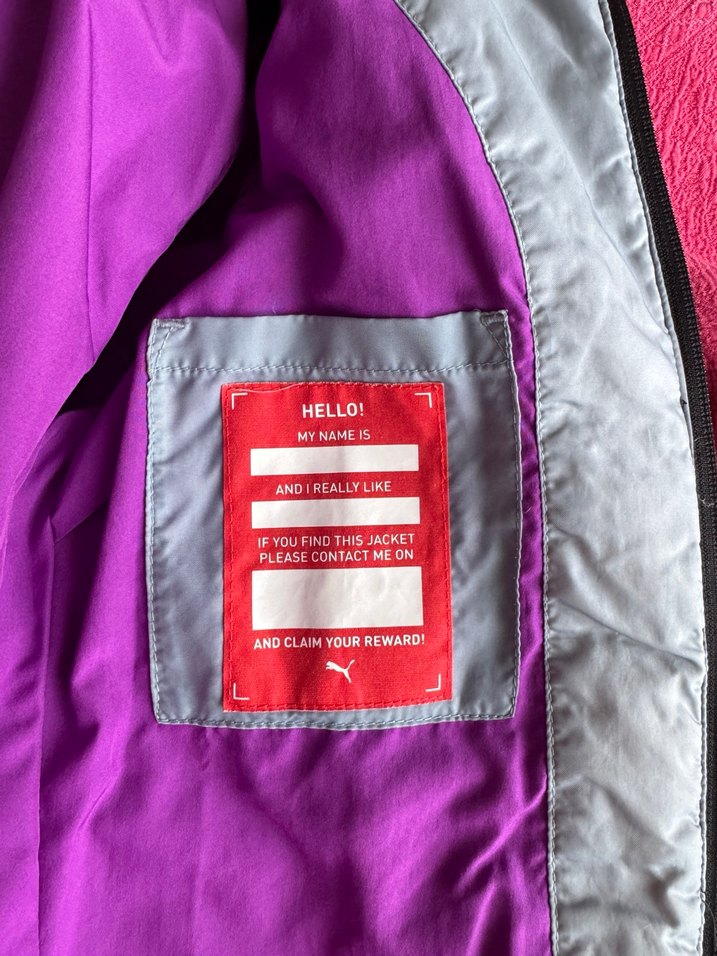 HELLO!
MY NAME IS
AND I REALLY LIKE
IF YOU FIND THIS JACKET
PLEASE CONTACT ME ON
AND CLAIM YOUR REWARD!